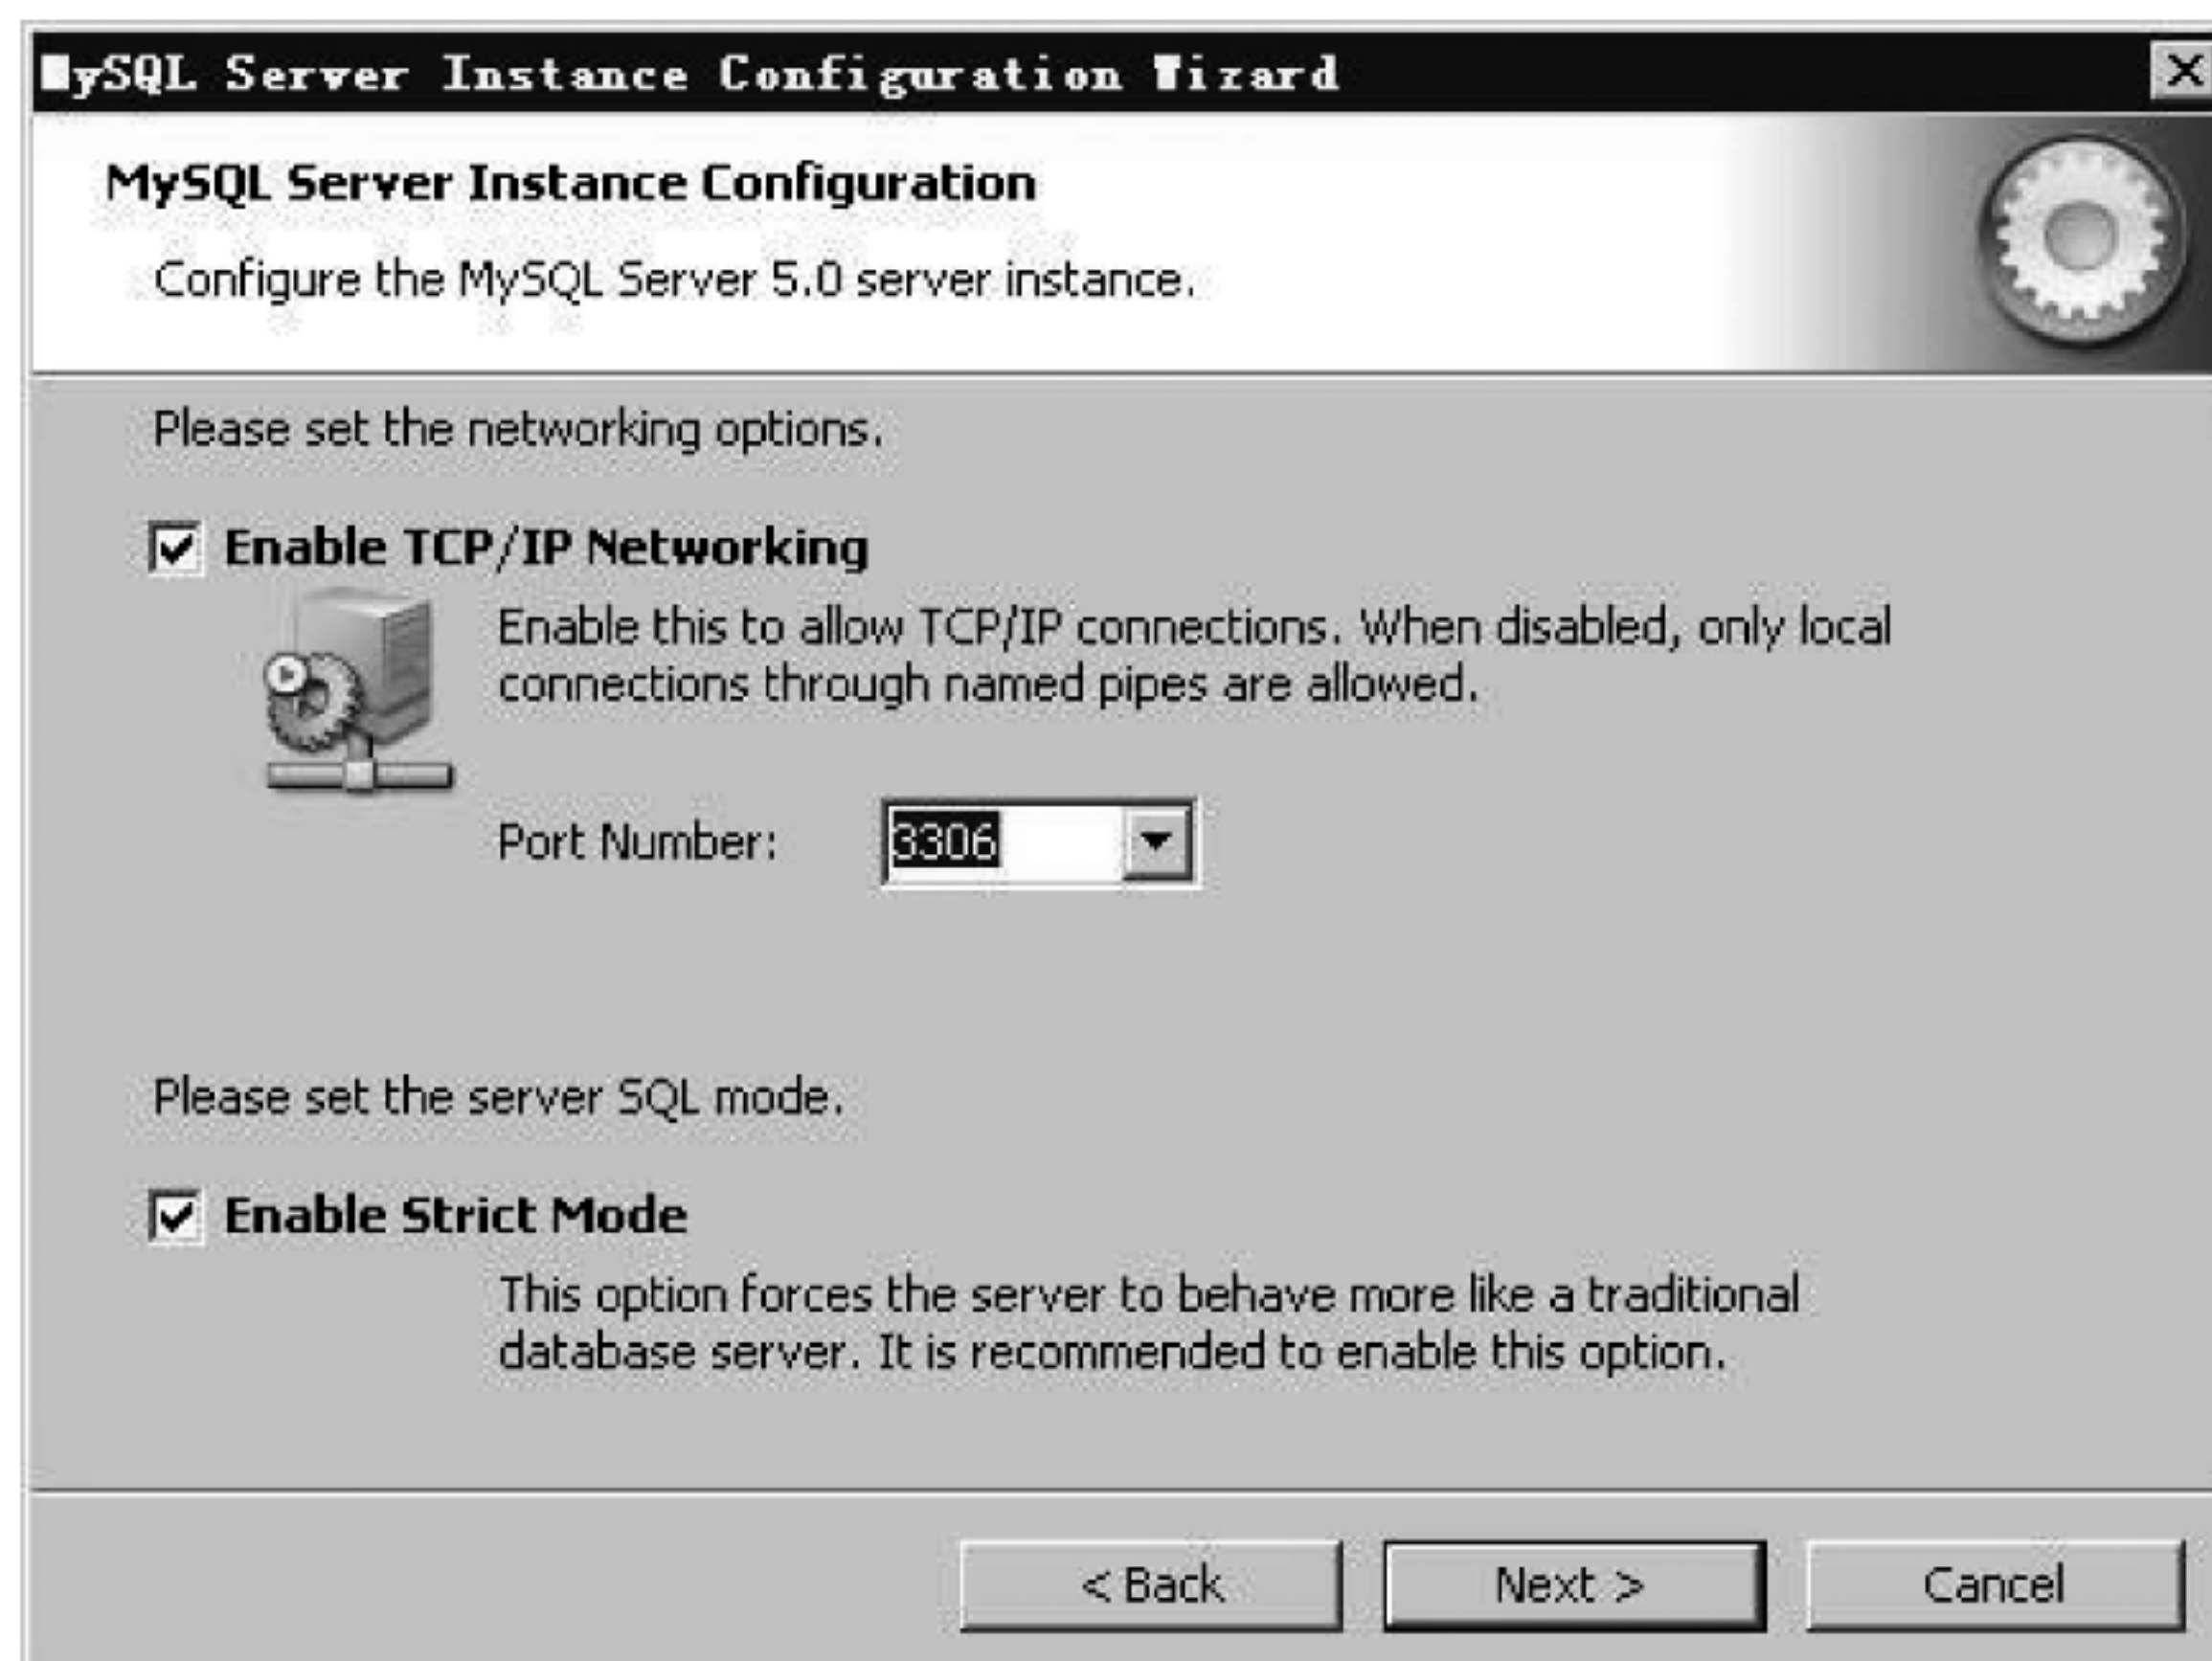 MySQL Server Instance Configuration Wizard
MySQL Server Instance Configuration
Configure the MySQL Server 5.0 server instance.
Please set the networking options.
Enable TCP/IP Networking
Enable this to allow TCP/IP connections. When disabled, only local
connections through named pipes are allowed.
Port Number: 3306
Please set the server SQL mode.
Enable Strict Mode
This option forces the server to behave more like a traditional
database server. It is recommended to enable this option.
< Back Next > Cancel